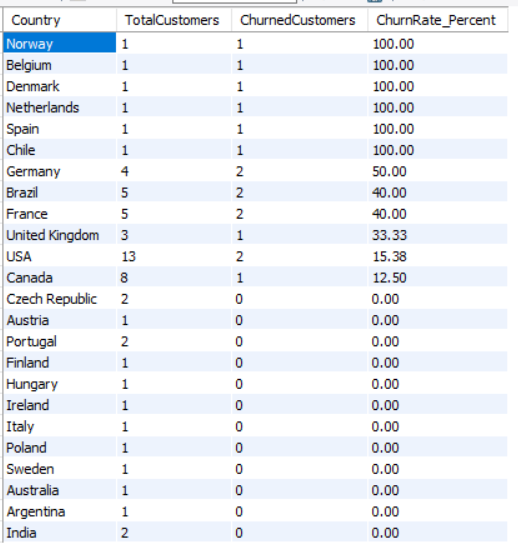 Country TotalCustomers ChurnedCustomers ChurnRate_Percent
Norway 1 1 100.00
Belgium 1 1 100.00
Denmark 1 1 100.00
Netherlands 1 1 100.00
Spain 1 1 100.00
Chile 1 1 100.00
Germany 4 2 50.00
Brazil 5 2 40.00
France 5 2 40.00
United Kingdom 3 1 33.33
USA 13 2 15.38
Canada 8 1 12.50
Czech Republic 2 0 0.00
Austria 1 0 0.00
Portugal 2 0 0.00
Finland 1 0 0.00
Hungary 1 0 0.00
Ireland 1 0 0.00
Italy 1 0 0.00
Poland 1 0 0.00
Sweden 1 0 0.00
Australia 1 0 0.00
Argentina 1 0 0.00
India 2 0 0.00